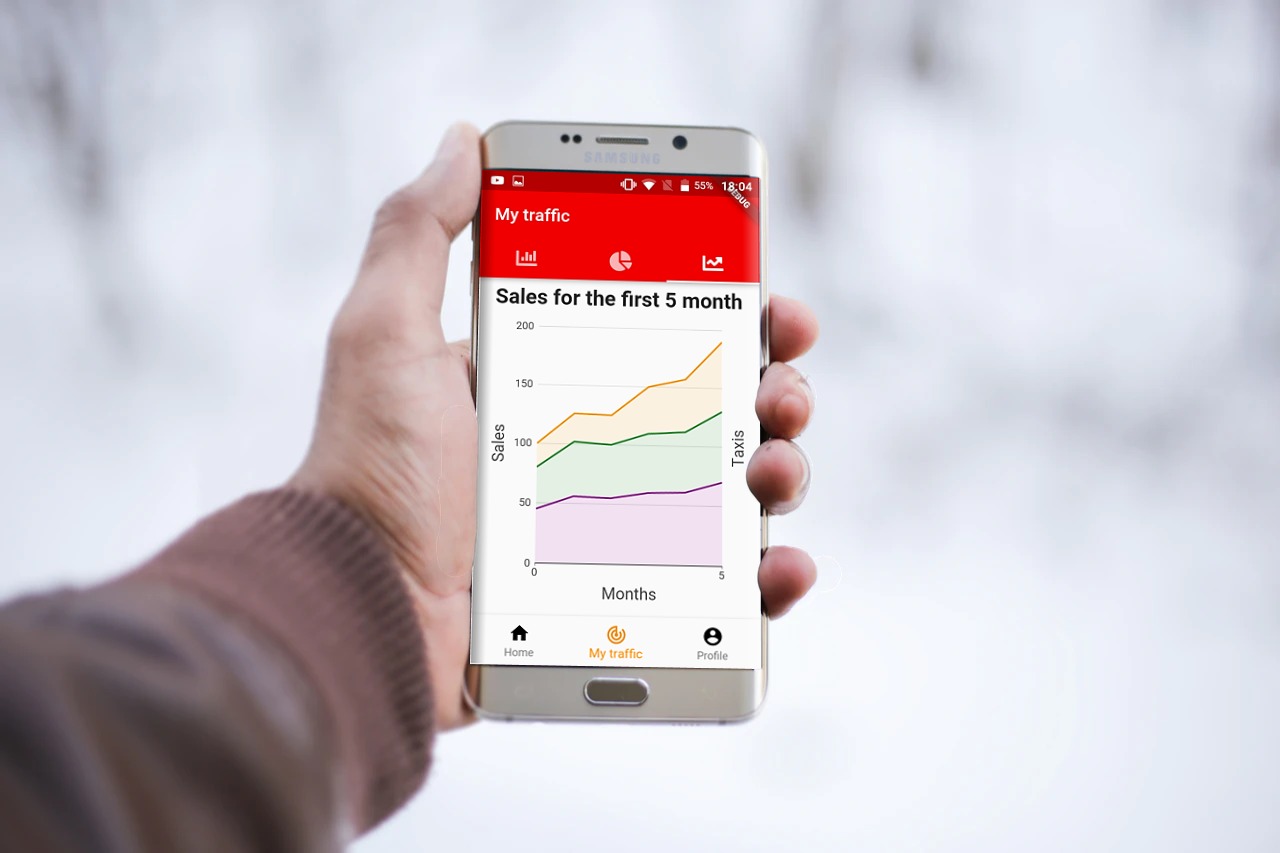 SAMSUNG
55% 18:04
DEBUG
My traffic
Sales for the first 5 month
200
150
Sales
100
Taxis
50
0
0 5
Months
Home My traffic Profile